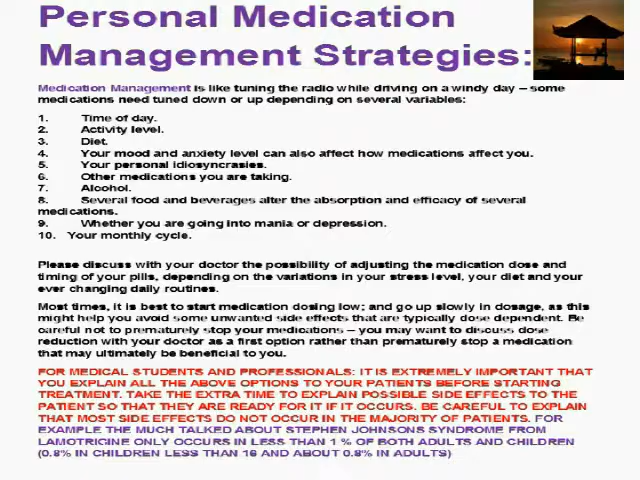 Personal Medication
Management Strategies:
Medication Management is like tuning the radio while driving on a windy day – some
medications need tuned down or up depending on several variables:
1. Time of day.
2. Activity level.
3. Diet.
4. Your mood and anxiety level can also affect how medications affect you.
5. Your personal idiosyncrasies.
6. Other medications you are taking.
7. Alcohol.
8. Several food and beverages alter the absorption and efficacy of several
medications.
9. Whether you are going into mania or depression.
10. Your monthly cycle.
Please discuss with your doctor the possibility of adjusting the medication dose and
timing of your pills, depending on the variations in your stress level, your diet and your
ever changing daily routines.
Most times, it is best to start medication dosing low; and go up slowly in dosage, as this
might help you avoid some unwanted side effects that are typically dose dependent. Be
careful not to prematurely stop your medications – you may want to discuss dose
reduction with your doctor as a first option rather than prematurely stop a medication
that may ultimately be beneficial to you.
FOR MEDICAL STUDENTS AND PROFESSIONALS: IT IS EXTREMELY IMPORTANT THAT
YOU EXPLAIN ALL THE ABOVE OPTIONS TO YOUR PATIENTS BEFORE STARTING
TREATMENT. TAKE THE EXTRA TIME TO EXPLAIN POSSIBLE SIDE EFFECTS TO THE
PATIENT SO THAT THEY ARE READY FOR IT IF IT OCCURS. BE CAREFUL TO EXPLAIN
THAT MOST SIDE EFFECTS DO NOT OCCUR IN THE MAJORITY OF PATIENTS. FOR
EXAMPLE THE MUCH TALKED ABOUT STEPHEN JOHNSONS SYNDROME FROM
LAMOTRIGINE ONLY OCCURS IN LESS THAN 1 % OF BOTH ADULTS AND CHILDREN
(0.8% IN CHILDREN LESS THAN 16 AND ABOUT 0.8% IN ADULTS)